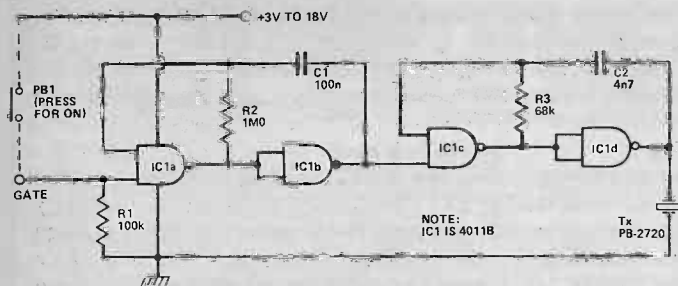 +3V TO 18V
PB1
(PRESS
FOR ON)
GATE
R1
100k
IC1a
R2
1M0
C1
100n
IC1b
IC1c
R3
68k
C2
4n7
IC1d
NOTE:
IC1 IS 4011B
Tx
PB-2720